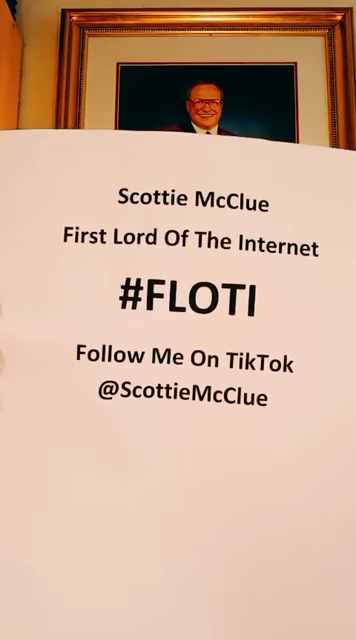 Scottie McClue
First Lord Of The Internet
#FLOTI
Follow Me On TikTok
@ScottieMcClue